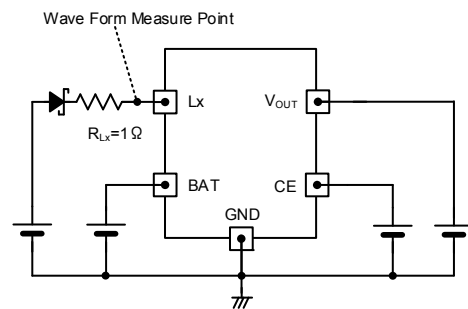 Wave Form Measure Point
Lx
VOUT
RLx=1Ω
BAT
CE
GND